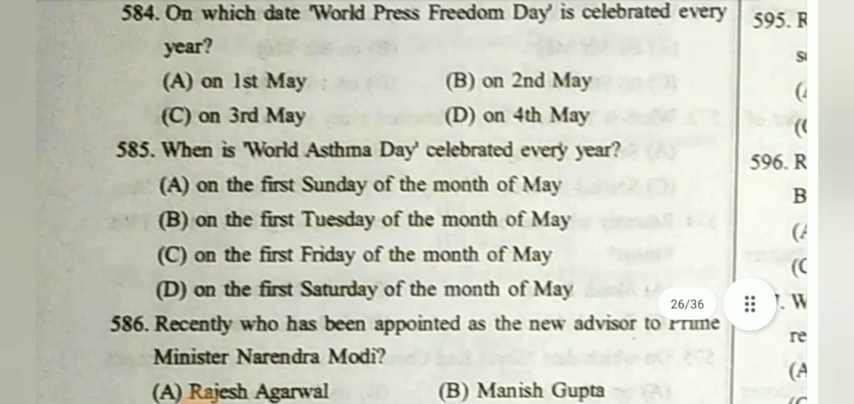 584. On which date 'World Press Freedom Day' is celebrated every
year?
(A) on 1st May
(B) on 2nd May
(C) on 3rd May
(D) on 4th May
585. When is 'World Asthma Day' celebrated every year?
(A) on the first Sunday of the month of May
(B) on the first Tuesday of the month of May
(C) on the first Friday of the month of May
(D) on the first Saturday of the month of May
586. Recently who has been appointed as the new advisor to Prime
Minister Narendra Modi?
(A) Rajesh Agarwal
(B) Manish Gupta
595. R
596. R
B
26/36
W
re
(A